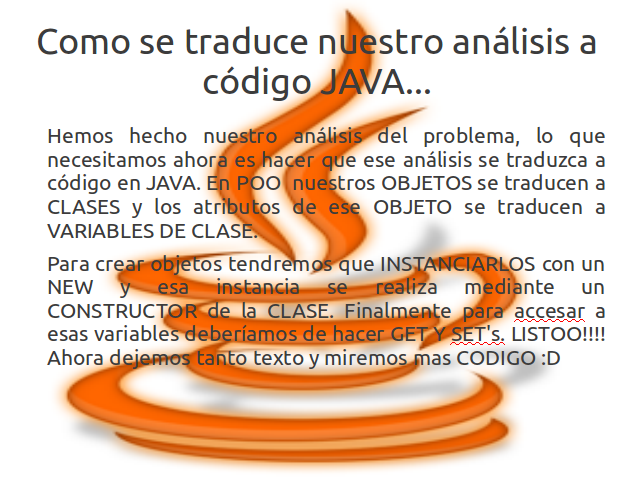 Como se traduce nuestro análisis a
código JAVA...
Hemos hecho nuestro análisis del problema, lo que
necesitamos ahora es hacer que ese análisis se traduzca a
código en JAVA. En POO nuestros OBJETOS se traducen a
CLASES y los atributos de ese OBJETO se traducen a
VARIABLES DE CLASE.
Para crear objetos tendremos que INSTANCIARLOS con un
NEW y esa instancia se realiza mediante un
CONSTRUCTOR de la CLASE. Finalmente para accesar a
esas variables deberíamos de hacer GET Y SET's. LISTOO!!!!
Ahora dejemos tanto texto y miremos mas CODIGO :D